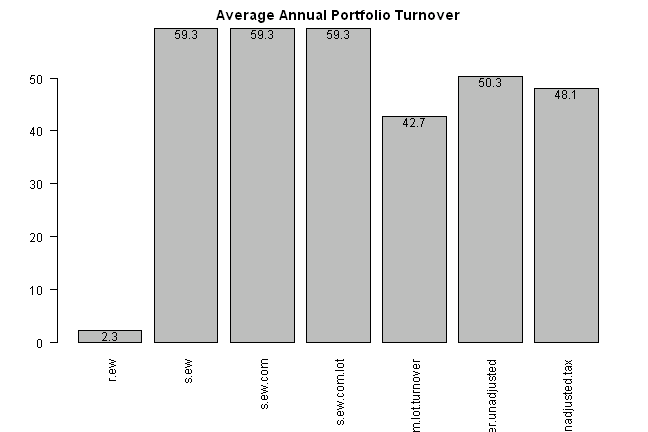 Average Annual Portfolio Turnover
59.3 59.3 59.3
50
50.3
48.1
40
42.7
30
20
10
2.3
0
r.ew
s.ew
s.ew.com
s.ew.com.lot
m.lot.turnover
er.unadjusted
nadjusted.tax